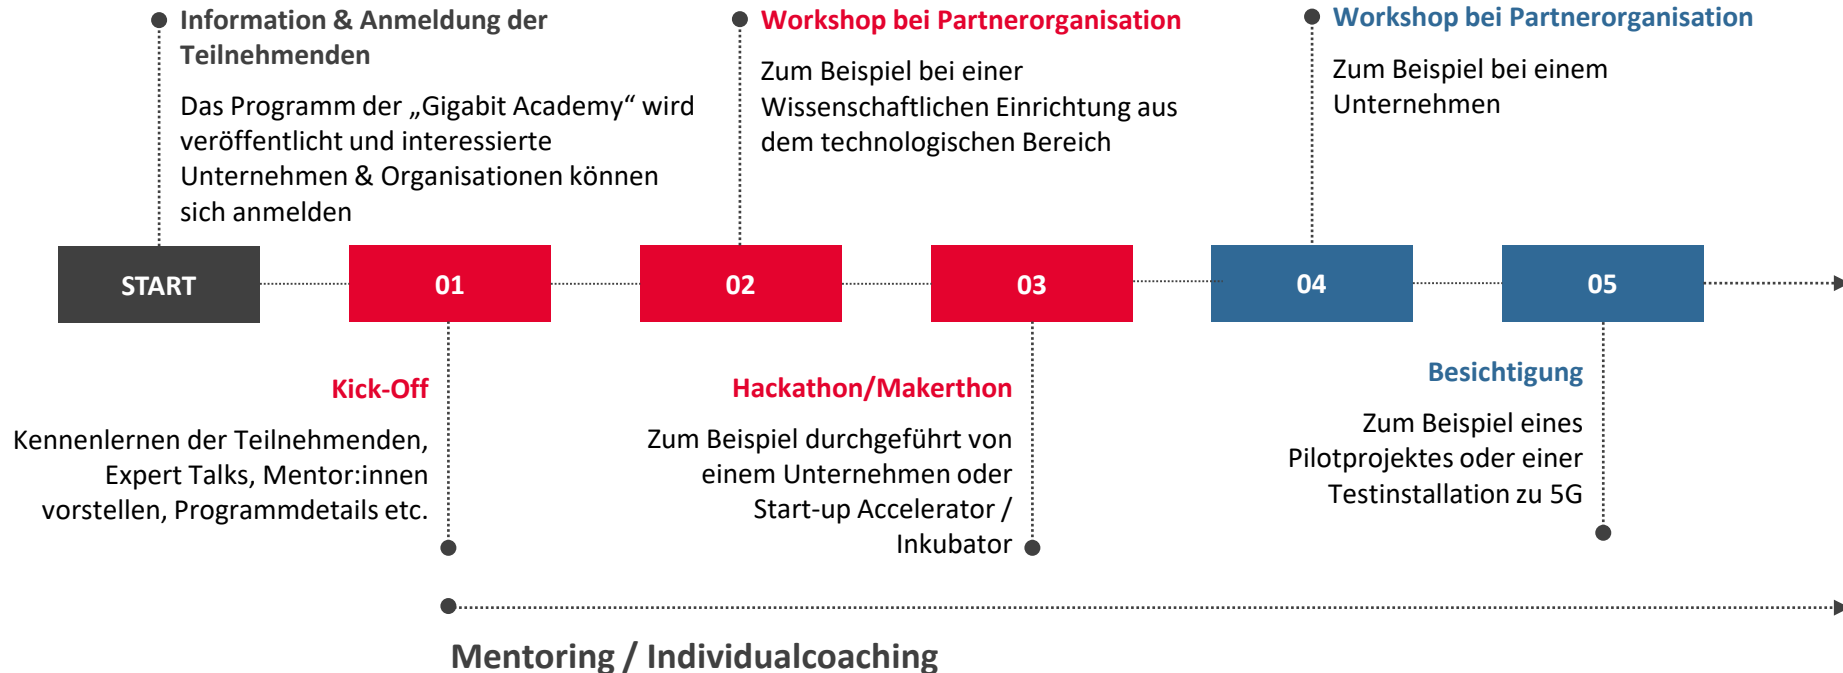 Information & Anmeldung der
Teilnehmenden
Das Programm der „Gigabit Academy“ wird
veröffentlicht und interessierte
Unternehmen & Organisationen können
sich anmelden
Workshop bei Partnerorganisation
Zum Beispiel bei einer
Wissenschaftlichen Einrichtung aus
dem technologischen Bereich
Workshop bei Partnerorganisation
Zum Beispiel bei einem
Unternehmen
START
01
02
03
04
05
Kick-Off
Kennenlernen der Teilnehmenden,
Expert Talks, Mentor:innen
vorstellen, Programmdetails etc.
Hackathon/Makerthon
Zum Beispiel durchgeführt von
einem Unternehmen oder
Start-up Accelerator /
Inkubator
Besichtigung
Zum Beispiel eines
Pilotprojektes oder einer
Testinstallation zu 5G
Mentoring / Individualcoaching